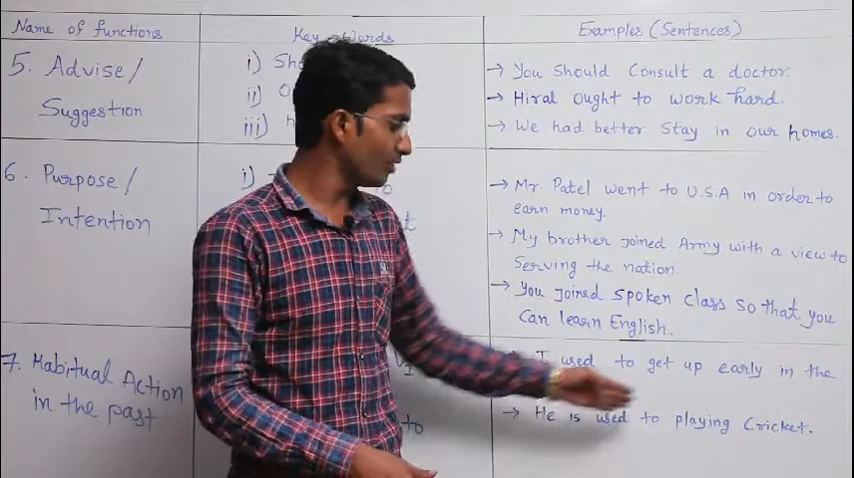 Name of functions
Key Words
Examples (Sentences)
5. Advise/
Suggestion
i)
ii)
iii)
→ You should consult a doctor.
→ Hiral ought to work hard.
→ We had better stay in our homes.
6. Purpose/
Intention
i)
→ Mr. Patel went to U.S.A in order to
earn money.
→ My brother joined Army with a view to
serving the nation.
→ You joined spoken class so that you
can learn English.
7. Habitual Action
in the past
to
I used to get up early in the
→ He is used to playing Cricket.